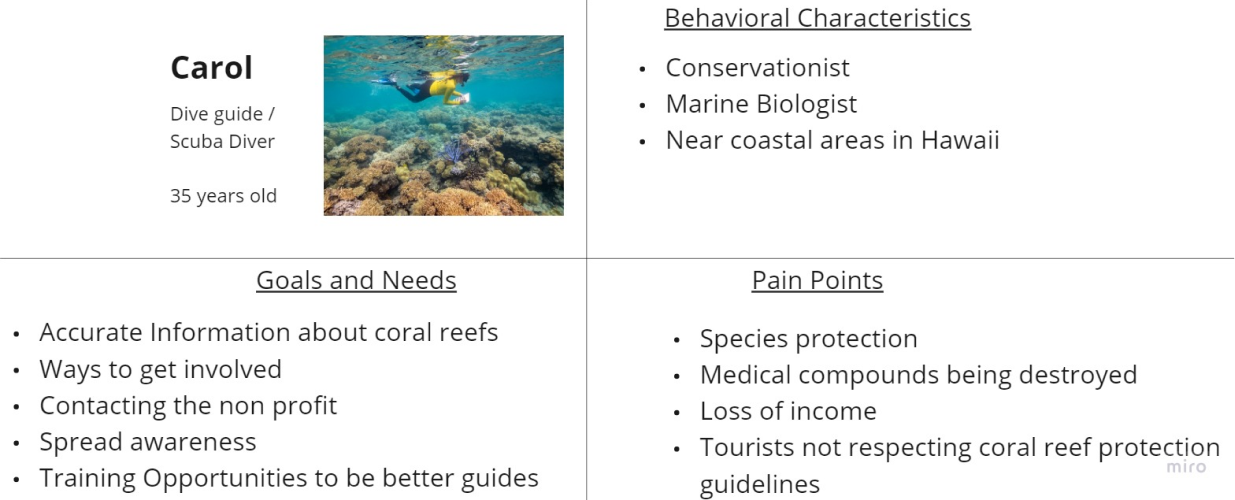 Carol
Dive guide /
Scuba Diver
35 years old
Behavioral Characteristics
• Conservationist
• Marine Biologist
• Near coastal areas in Hawaii
Goals and Needs
• Accurate Information about coral reefs
• Ways to get involved
• Contacting the non profit
• Spread awareness
• Training Opportunities to be better guides
Pain Points
• Species protection
• Medical compounds being destroyed
• Loss of income
• Tourists not respecting coral reef protection
guidelines
miro